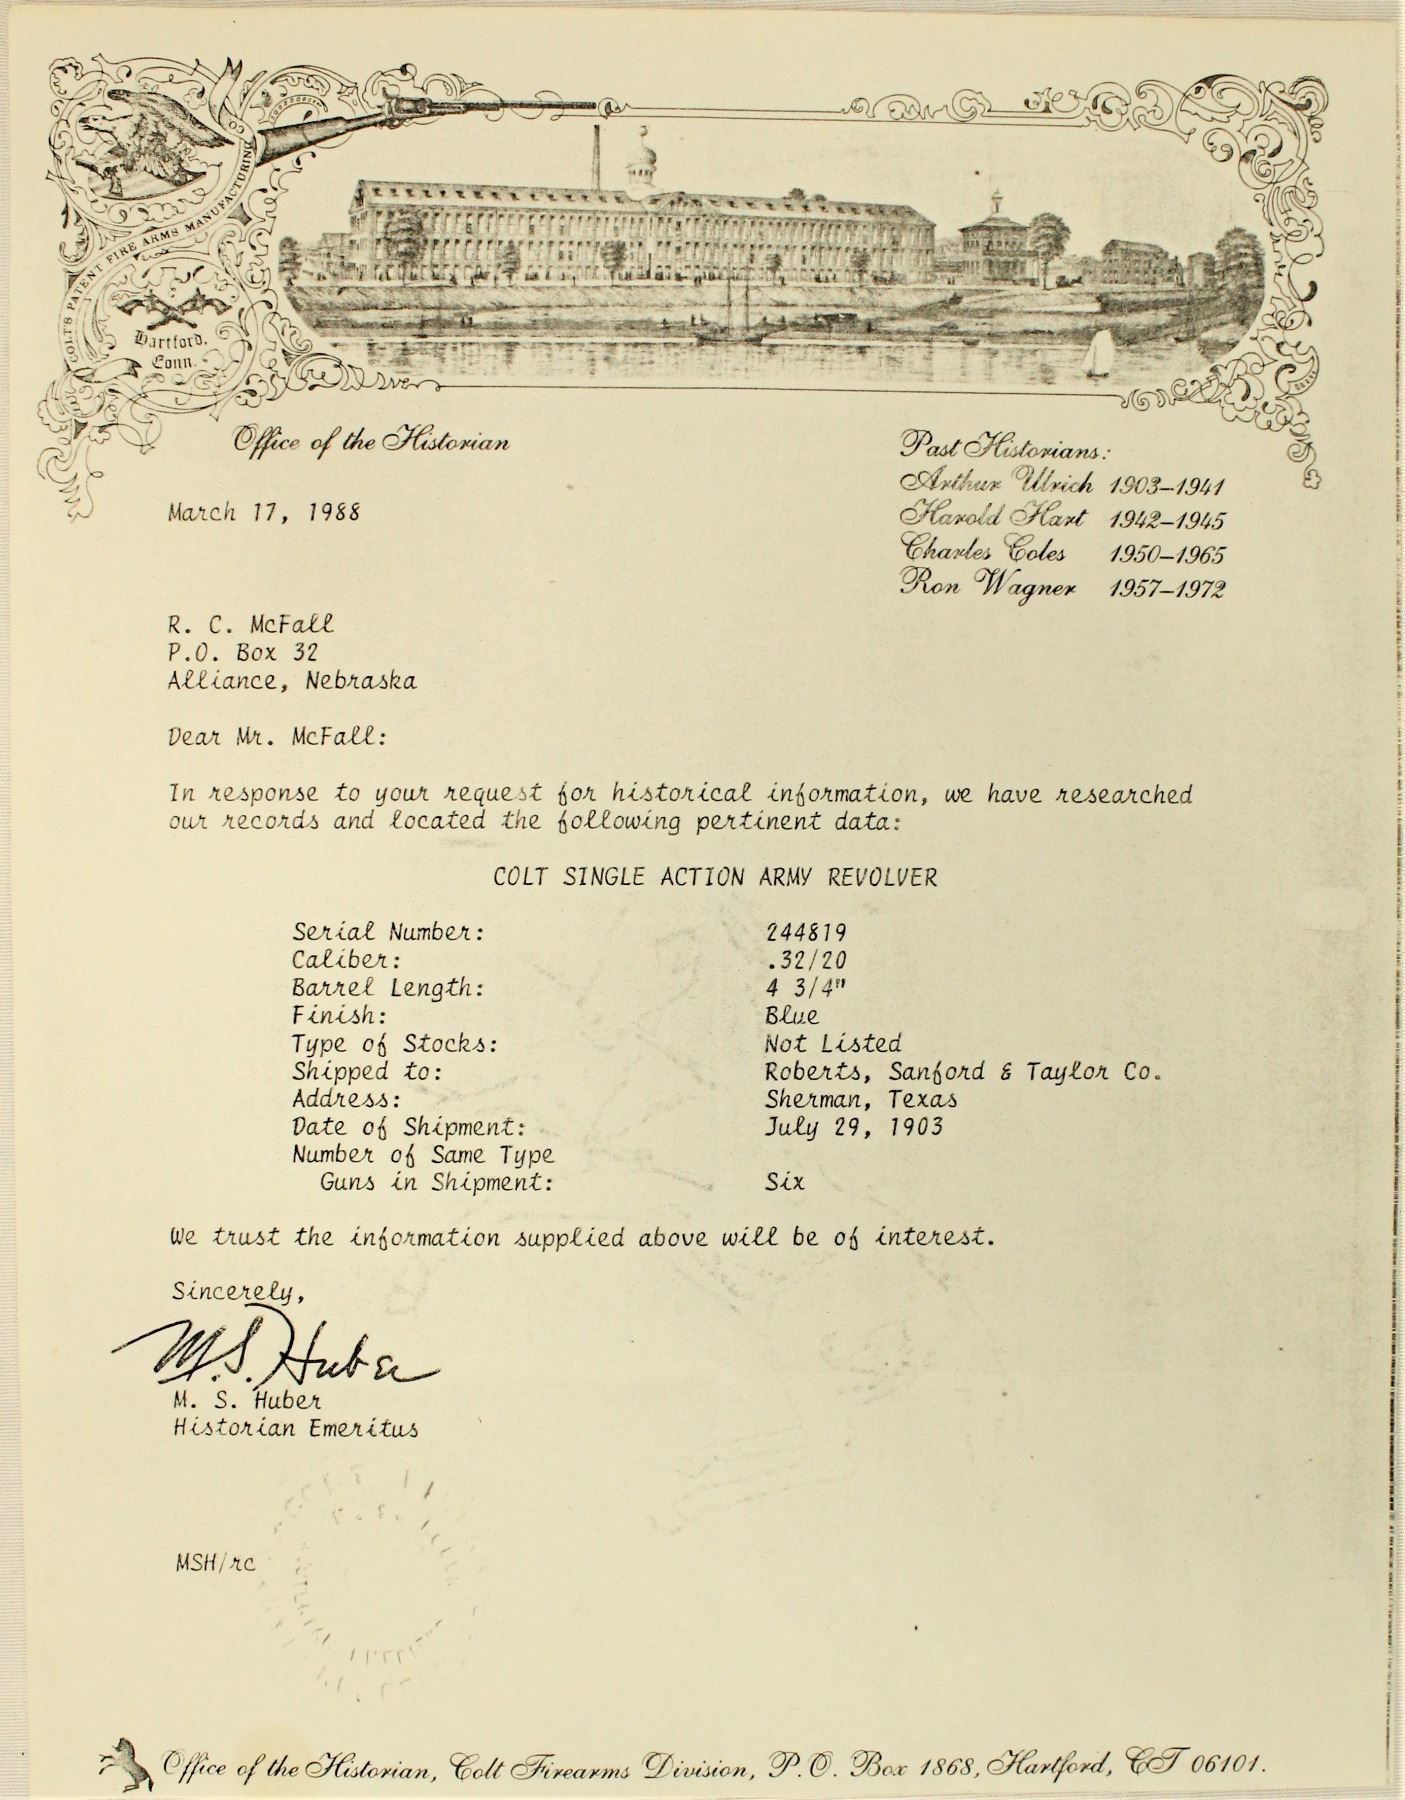 COLT'S PATENT FIRE ARMS MANUFACTURING CO
Hartford,
Conn.
Office of the Historian
Past Historians:
Arthur Ulrich 1903–1941
Harold Hart 1942–1945
Charles Coles 1950–1965
Ron Wagner 1957–1972
March 17, 1988
R. C. McFall
P.O. Box 32
Alliance, Nebraska
Dear Mr. McFall:
In response to your request for historical information, we have researched
our records and located the following pertinent data:
COLT SINGLE ACTION ARMY REVOLVER
Serial Number: 244819
Caliber: .32/20
Barrel Length: 4 3/4"
Finish: Blue
Type of Stocks: Not Listed
Shipped to: Roberts, Sanford & Taylor Co.
Address: Sherman, Texas
Date of Shipment: July 29, 1903
Number of Same Type
Guns in Shipment: Six
We trust the information supplied above will be of interest.
Sincerely,
M.S. Huber
M. S. Huber
Historian Emeritus
MSH/rc
Office of the Historian, Colt Firearms Division, P. O. Box 1868, Hartford, CT 06101.